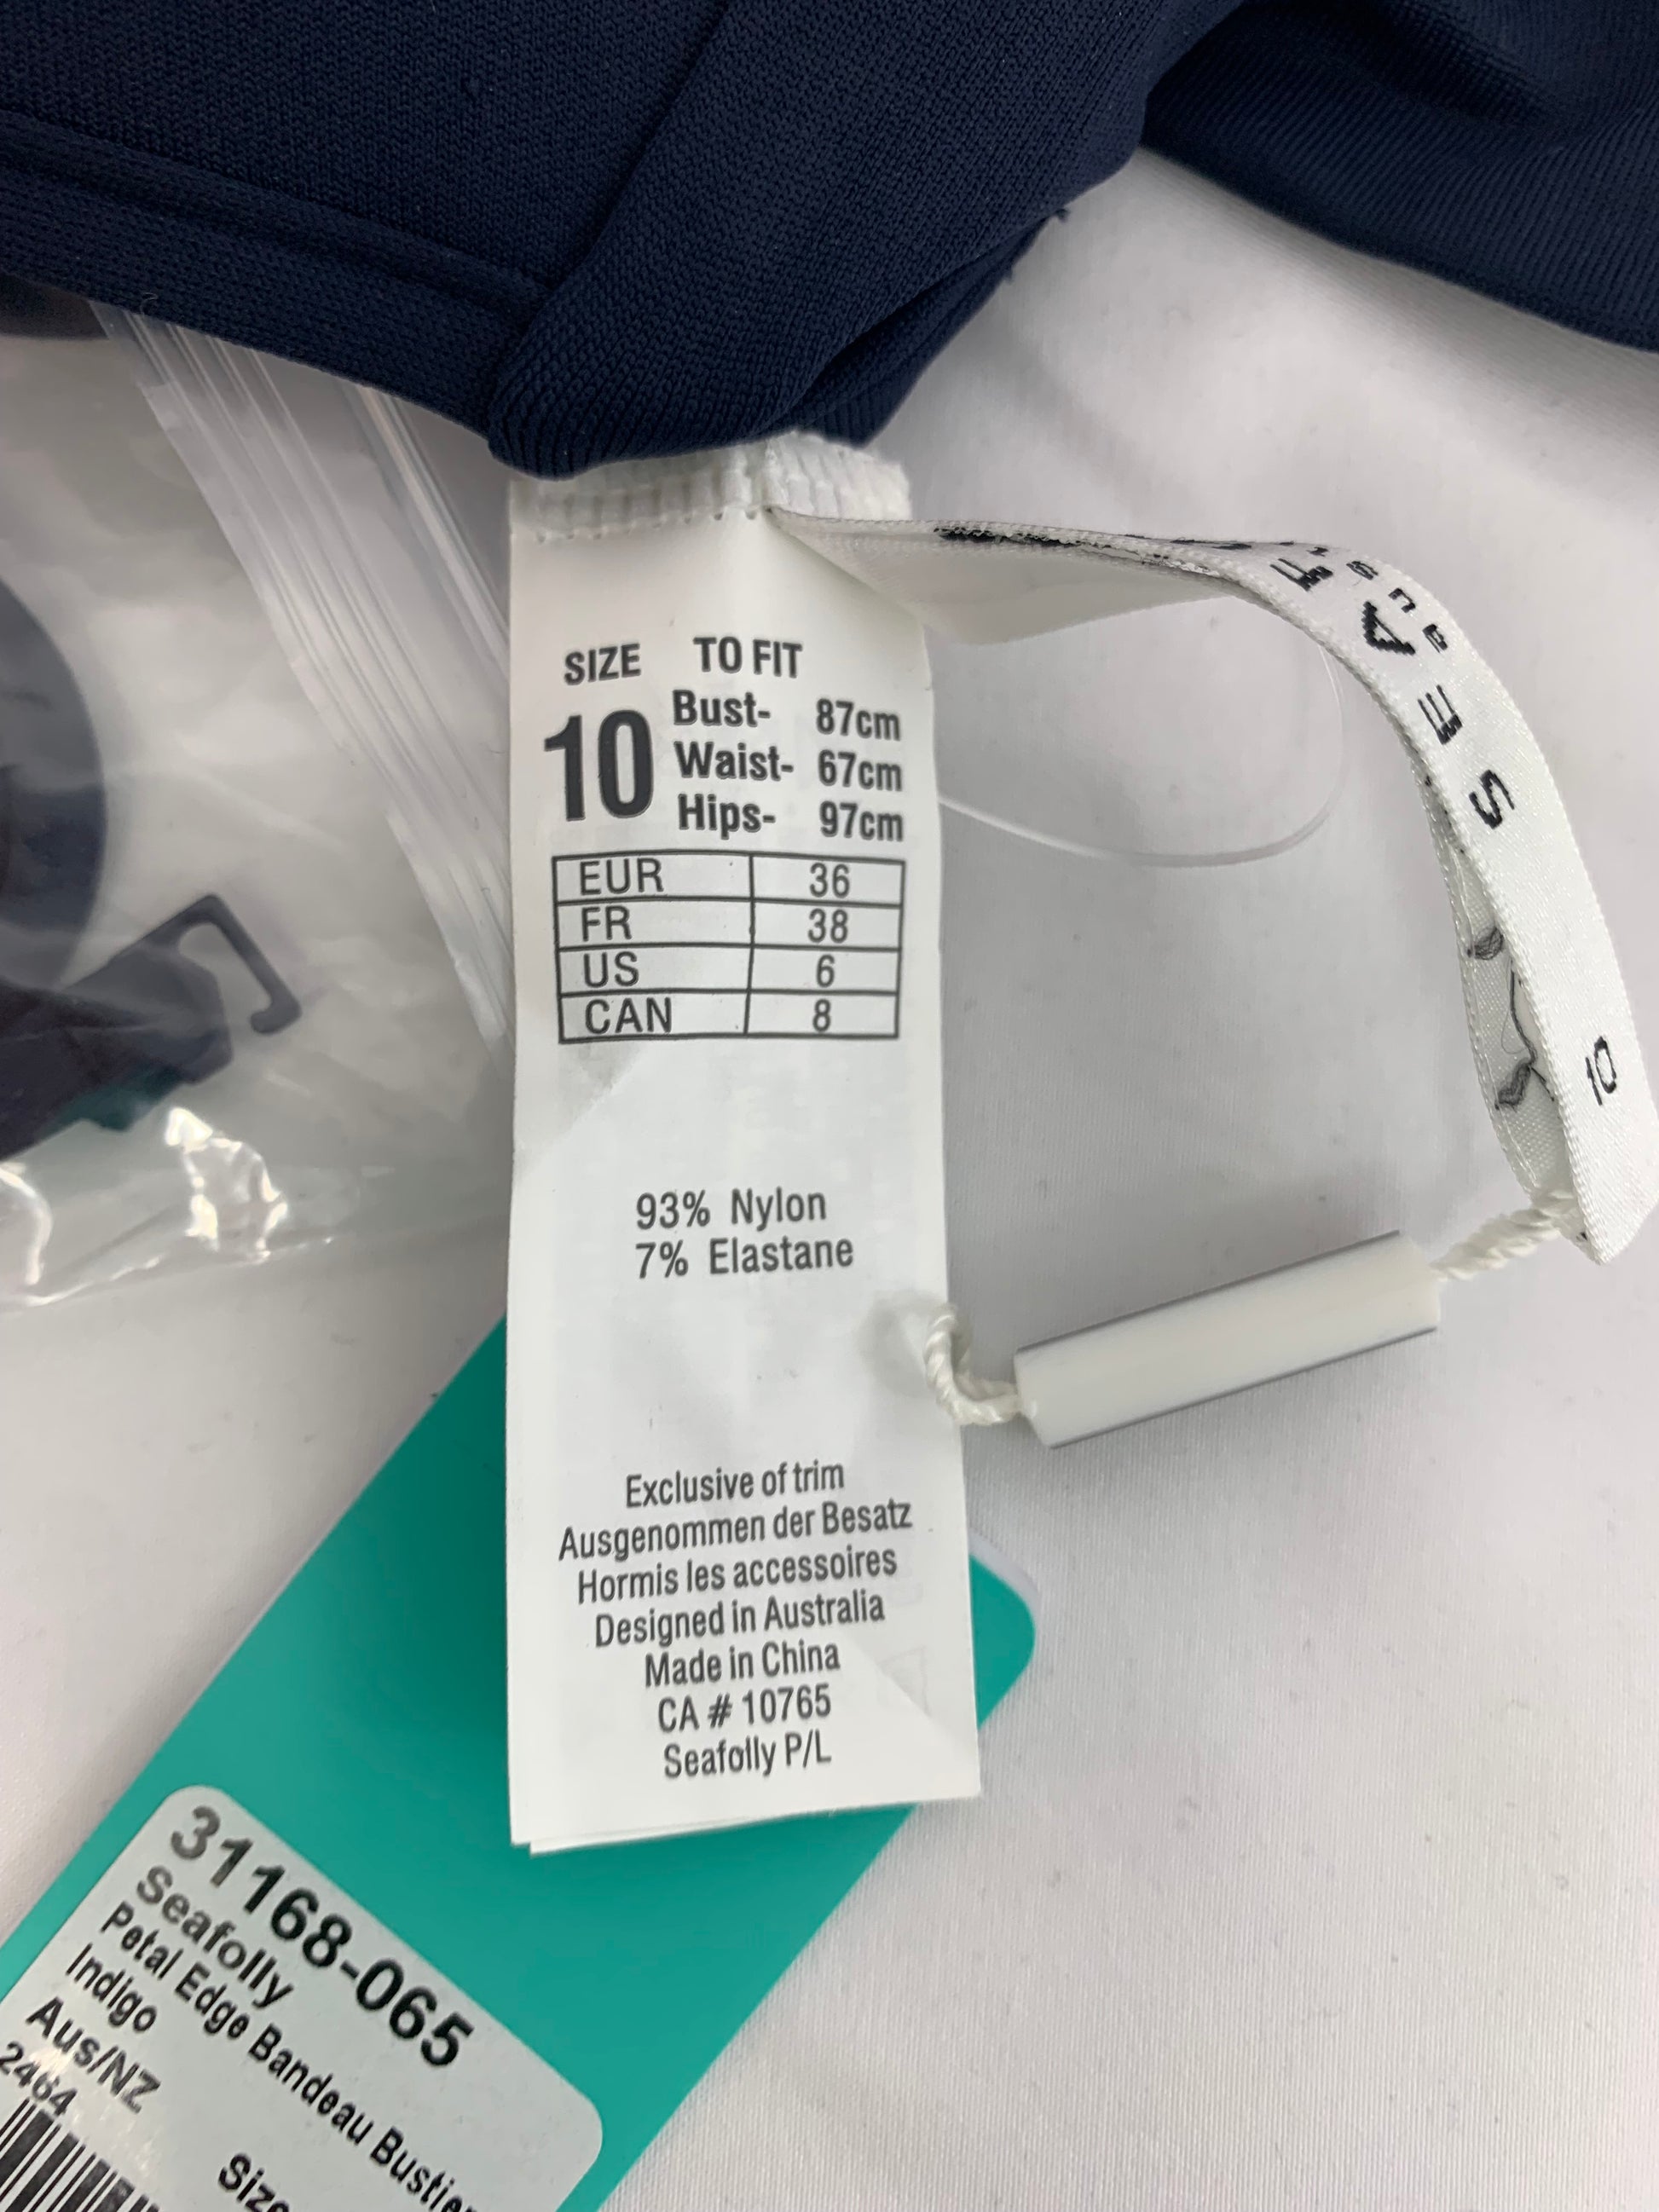 SIZE TO FIT
10
Bust- 87cm
Waist- 67cm
Hips- 97cm
EUR 36
FR 38
US 6
CAN 8
93% Nylon
7% Elastane
Exclusive of trim
Ausgenommen der Besatz
Hormis les accessoires
Designed in Australia
Made in China
CA # 10765
Seafolly P/L
10
31168-065
Seafolly
Petal Edge Bandeau Bustier
Indigo
Aus/NZ
2464
Size